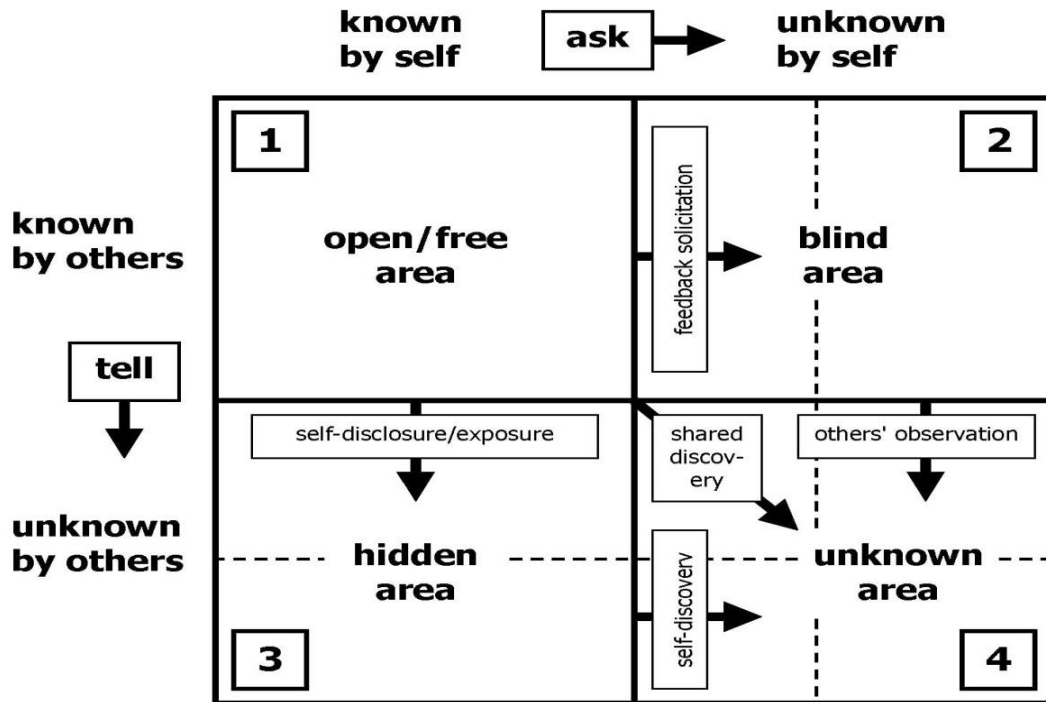 known
by self
ask
unknown
by self
1
2
known
by others
open/free
area
feedback solicitation
blind
area
tell
self-disclosure/exposure
shared
discov-
ery
others' observation
unknown
by others
hidden
area
self-discovery
unknown
area
3
4